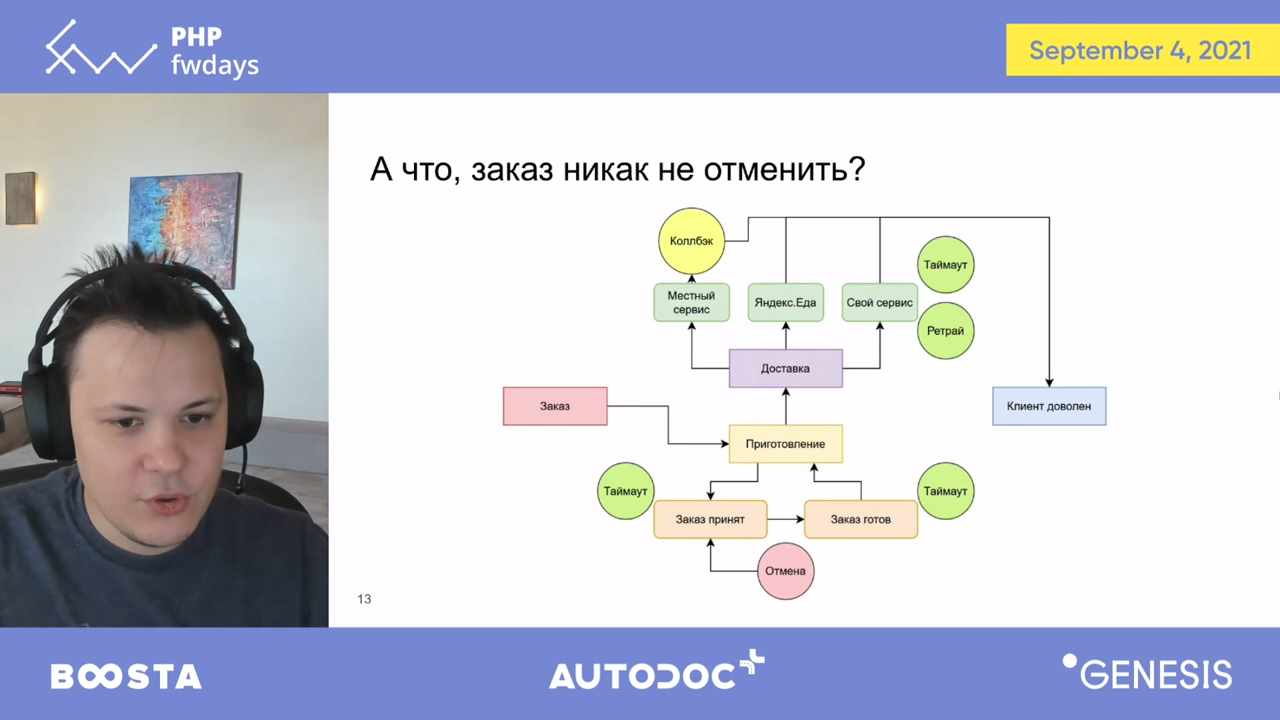 PHP
fwdays
September 4, 2021
А что, заказ никак не отменить?
Коллбэк
Таймаут
Местный
сервис
Яндекс.Еда
Свой сервис
Ретрай
Доставка
Заказ
Клиент доволен
Приготовление
Таймаут
Таймаут
Заказ принят
Заказ готов
Отмена
13
BOOSTA
AUTODOC
GENESIS